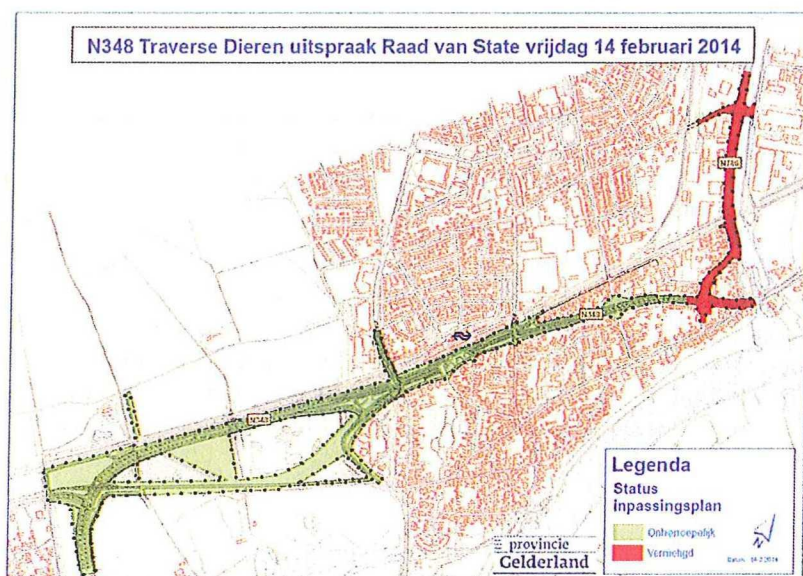 N348 Traverse Dieren uitspraak Raad van State vrijdag 14 februari 2014
N786
N348
N348
Legenda
Status
inpassingsplan
Onherroepelijk
Vernietigd
N
provincie
Gelderland